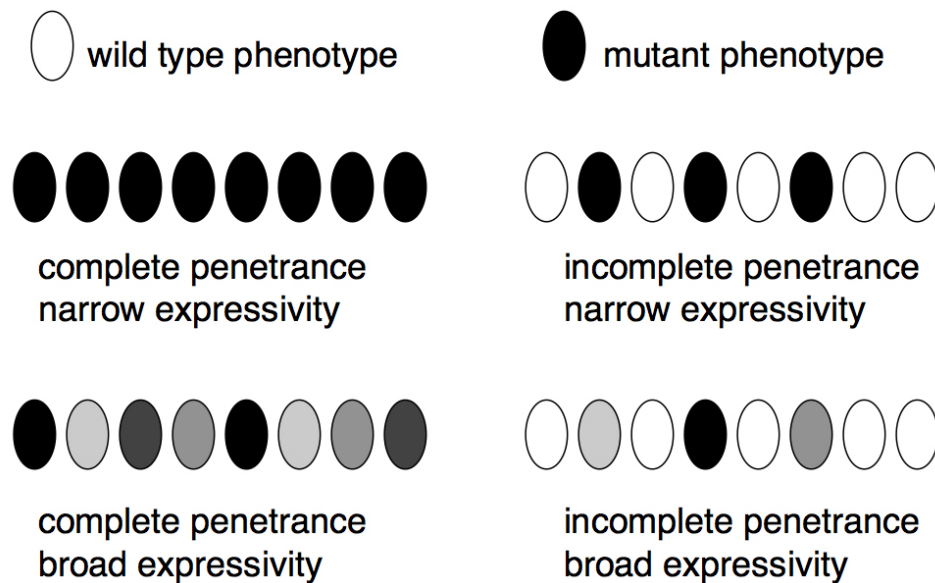 wild type phenotype
mutant phenotype
complete penetrance
narrow expressivity
incomplete penetrance
narrow expressivity
complete penetrance
broad expressivity
incomplete penetrance
broad expressivity